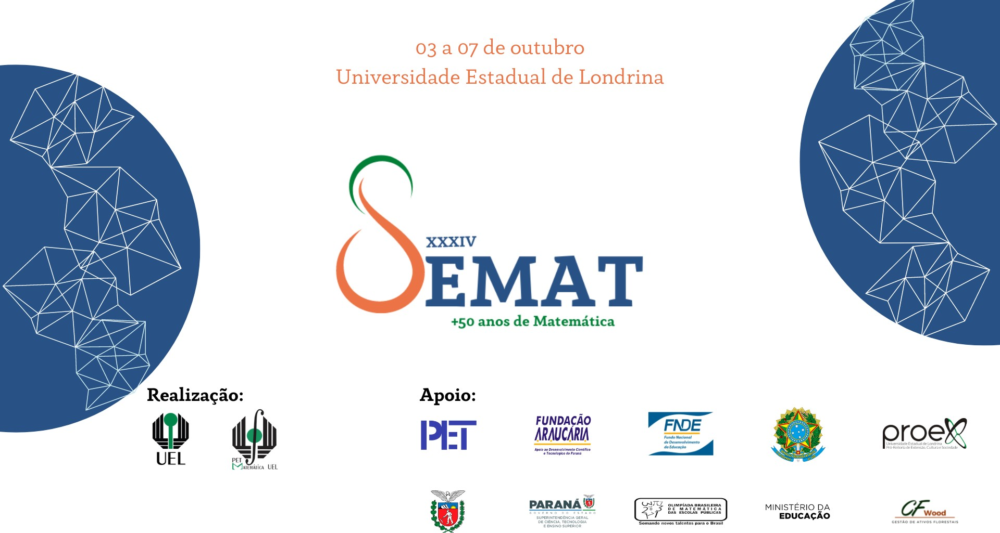 03 a 07 de outubro
Universidade Estadual de Londrina
XXXIV
SEMAT
+50 anos de Matemática
Realização:
Apoio:
UEL
PET
MATEMÁTICA UEL
PET
FUNDAÇÃO
ARAUCÁRIA
Apoio ao Desenvolvimento Científico
e Tecnológico do Paraná
FNDE
Fundo Nacional
de Desenvolvimento
da Educação
proex
Universidade Estadual de Londrina
Pró-Reitoria de Extensão, Cultura e Sociedade
PARANÁ
GOVERNO DO ESTADO
SUPERINTENDÊNCIA GERAL
DE CIÊNCIA, TECNOLOGIA
E ENSINO SUPERIOR
OLIMPÍADA BRASILEIRA
DE MATEMÁTICA
DAS ESCOLAS PÚBLICAS
Somando novos talentos para o Brasil
MINISTÉRIO DA
EDUCAÇÃO
CF Wood
GESTÃO DE ATIVOS FLORESTAIS